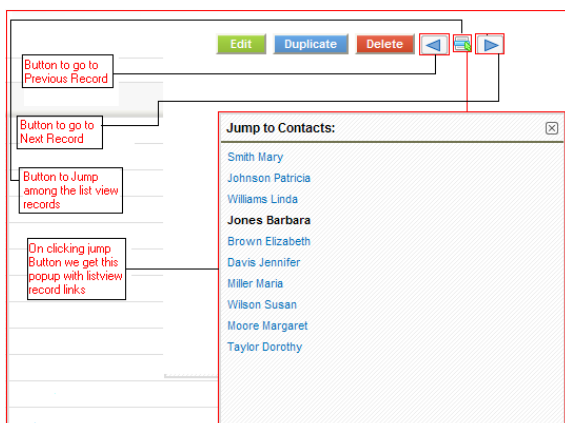 Edit Duplicate Delete
Button to go to
Previous Record
Button to go to
Next Record
Button to Jump
among the list view
records
On clicking jump
Button we get this
popup with listview
record links
Jump to Contacts:
Smith Mary
Johnson Patricia
Williams Linda
Jones Barbara
Brown Elizabeth
Davis Jennifer
Miller Maria
Wilson Susan
Moore Margaret
Taylor Dorothy